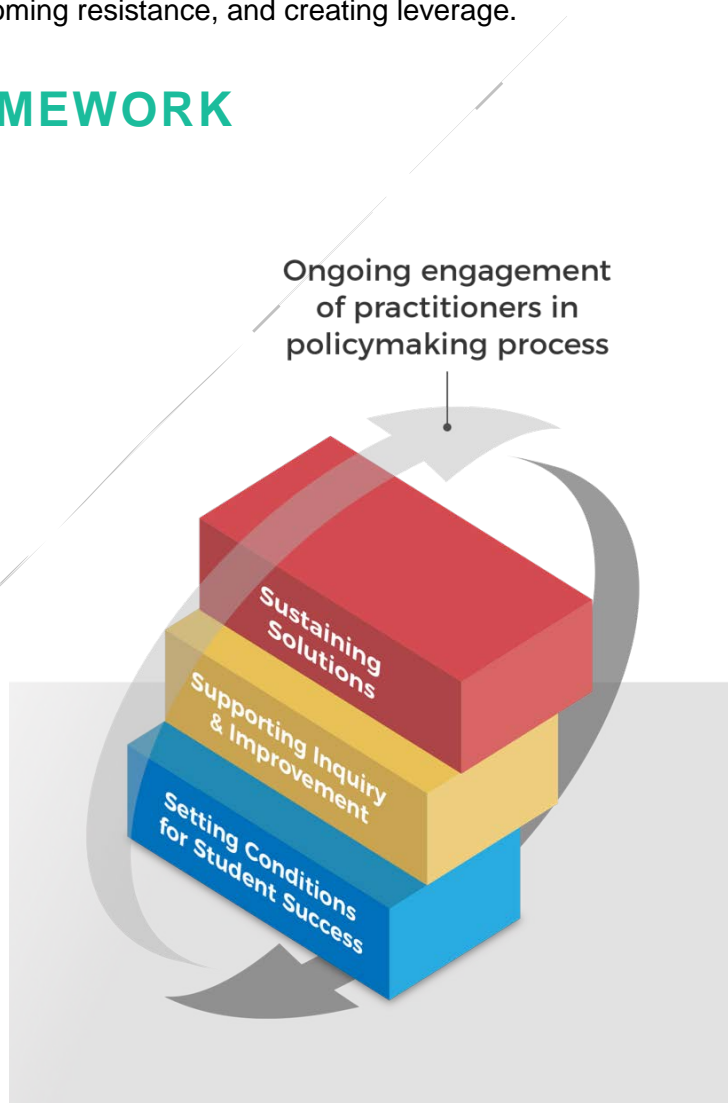 oming resistance, and creating leverage.
MEWORK
Ongoing engagement
of practitioners in
policymaking process
Sustaining
Solutions
Supporting Inquiry
& Improvement
Setting Conditions
for Student Success